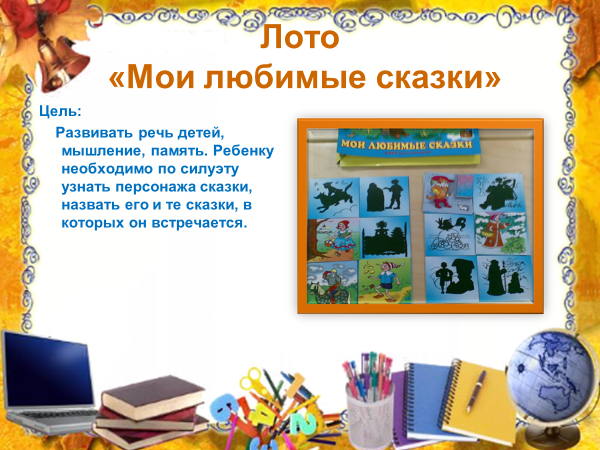 Лото
«Мои любимые сказки»
Цель:
Развивать речь детей,
мышление, память. Ребенку
необходимо по силуэту
узнать персонажа сказки,
назвать его и те сказки, в
которых он встречается.
МОИ ЛЮБИМЫЕ СКАЗКИ